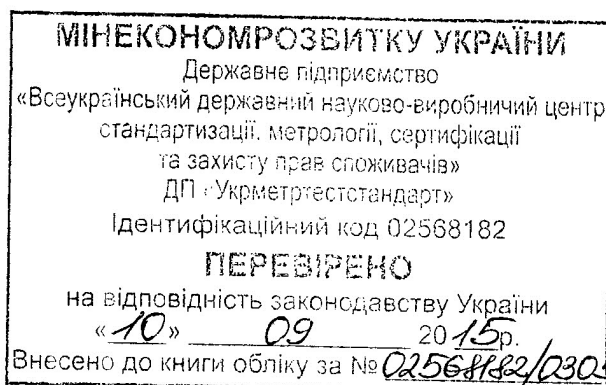 МІНЕКОНОМРОЗВИТКУ УКРАЇНИ
Державне підприємство
«Всеукраїнський державний науково-виробничий центр
стандартизації, метрології, сертифікації
та захисту прав споживачів»
ДП «Укрметртестстандарт»
Ідентифікаційний код 02568182
ПЕРЕВІРЕНО
на відповідність законодавству України
«10» 09 2015р.
Внесено до книги обліку за № 02568182/030